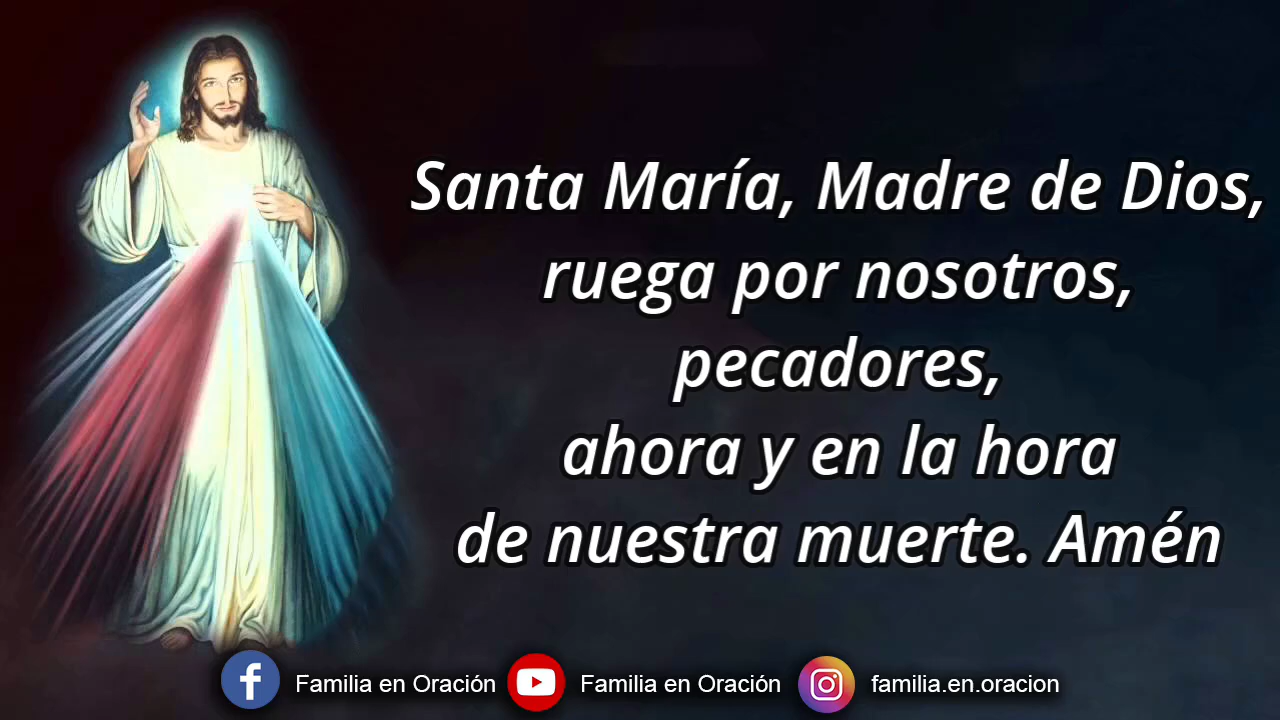 Santa María, Madre de Dios,
ruega por nosotros,
pecadores,
ahora y en la hora
de nuestra muerte. Amén
Familia en Oración Familia en Oración familia.en.oracion